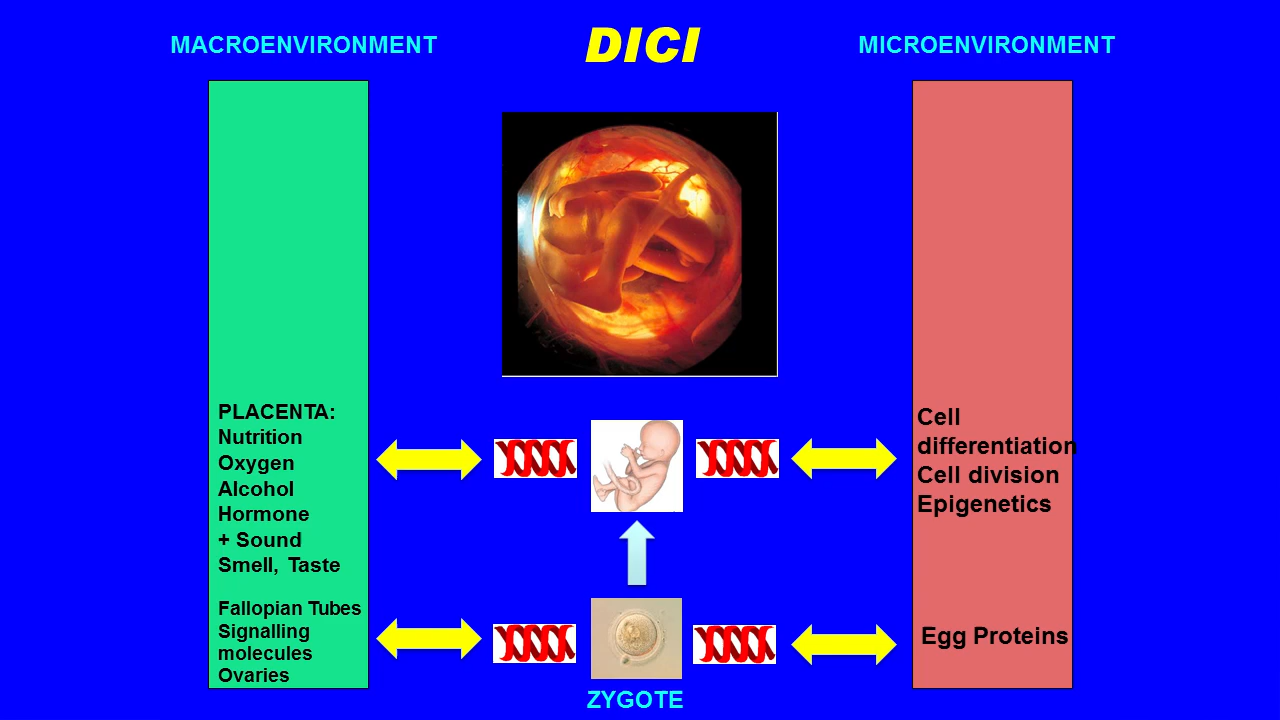 MACROENVIRONMENT
DICI
MICROENVIRONMENT
PLACENTA:
Nutrition
Oxygen
Alcohol
Hormone
+ Sound
Smell, Taste
Fallopian Tubes
Signalling
molecules
Ovaries
Cell
differentiation
Cell division
Epigenetics
Egg Proteins
ZYGOTE